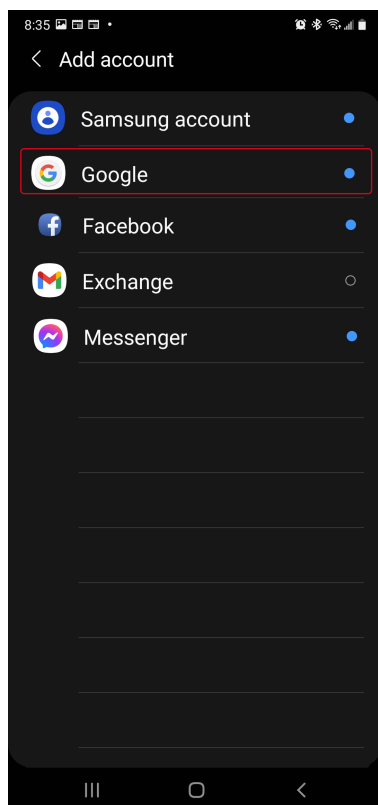 8:35
Add account
Samsung account
Google
Facebook
Exchange
Messenger